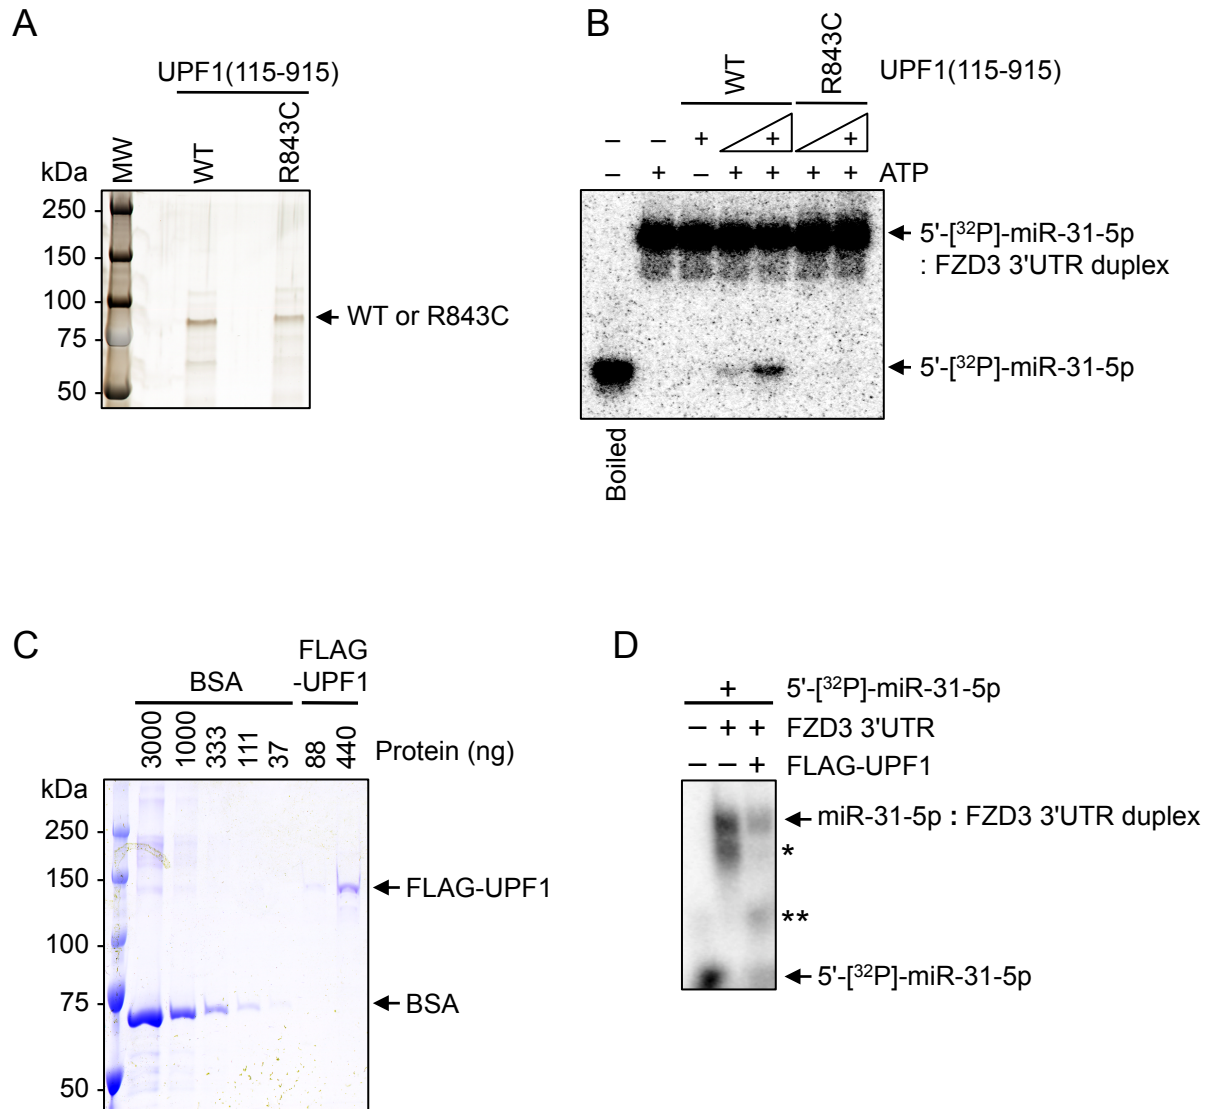 A
UPF1(115-915)
kDa
MW
WT
R843C
250
150
100
75
50
WT or R843C
B
WT
R843C
UPF1(115-915)
– – + + +
– + – + + + + ATP
5'-[³²P]-miR-31-5p
: FZD3 3'UTR duplex
5'-[³²P]-miR-31-5p
Boiled
C
BSA
FLAG
-UPF1
3000
1000
333
111
37
88
440
Protein (ng)
kDa
250
150
100
75
50
FLAG-UPF1
BSA
D
+ 5'-[³²P]-miR-31-5p
– + + FZD3 3'UTR
– – + FLAG-UPF1
miR-31-5p : FZD3 3'UTR duplex
*
**
5'-[³²P]-miR-31-5p